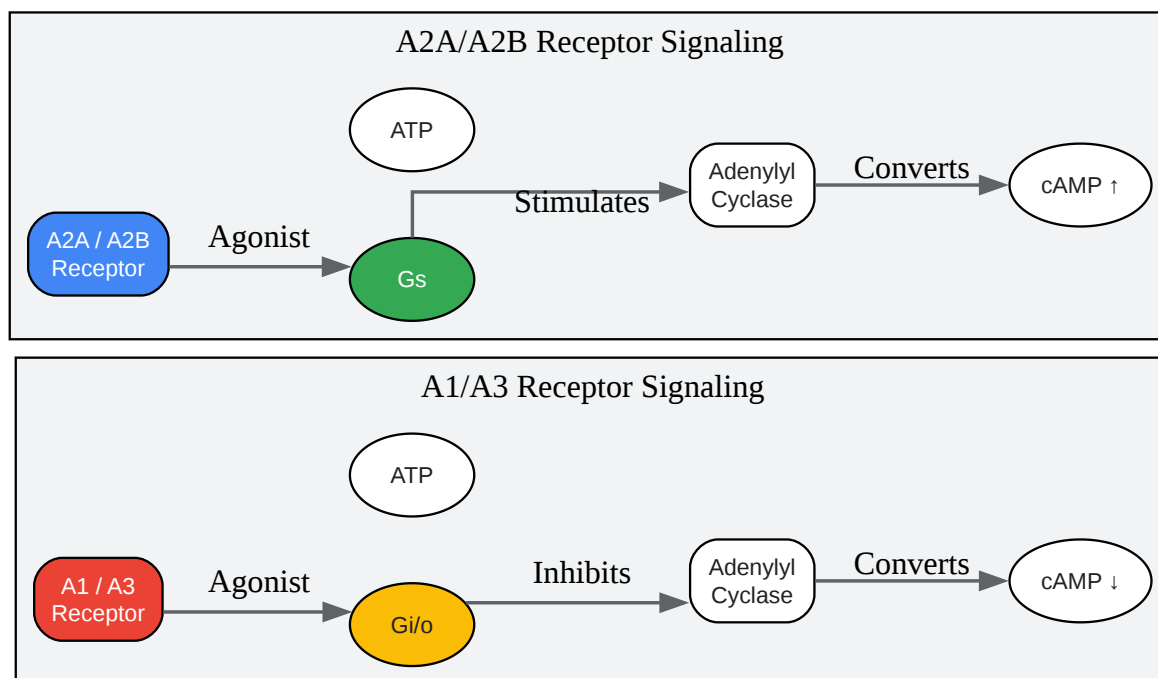 A2A/A2B Receptor Signaling
ATP
Adenylyl
Cyclase
Converts
cAMP ↑
Stimulates
A2A / A2B
Receptor
Agonist
Gs
A1/A3 Receptor Signaling
ATP
A1 / A3
Receptor
Agonist
Gi/o
Inhibits
Adenylyl
Cyclase
Converts
cAMP ↓